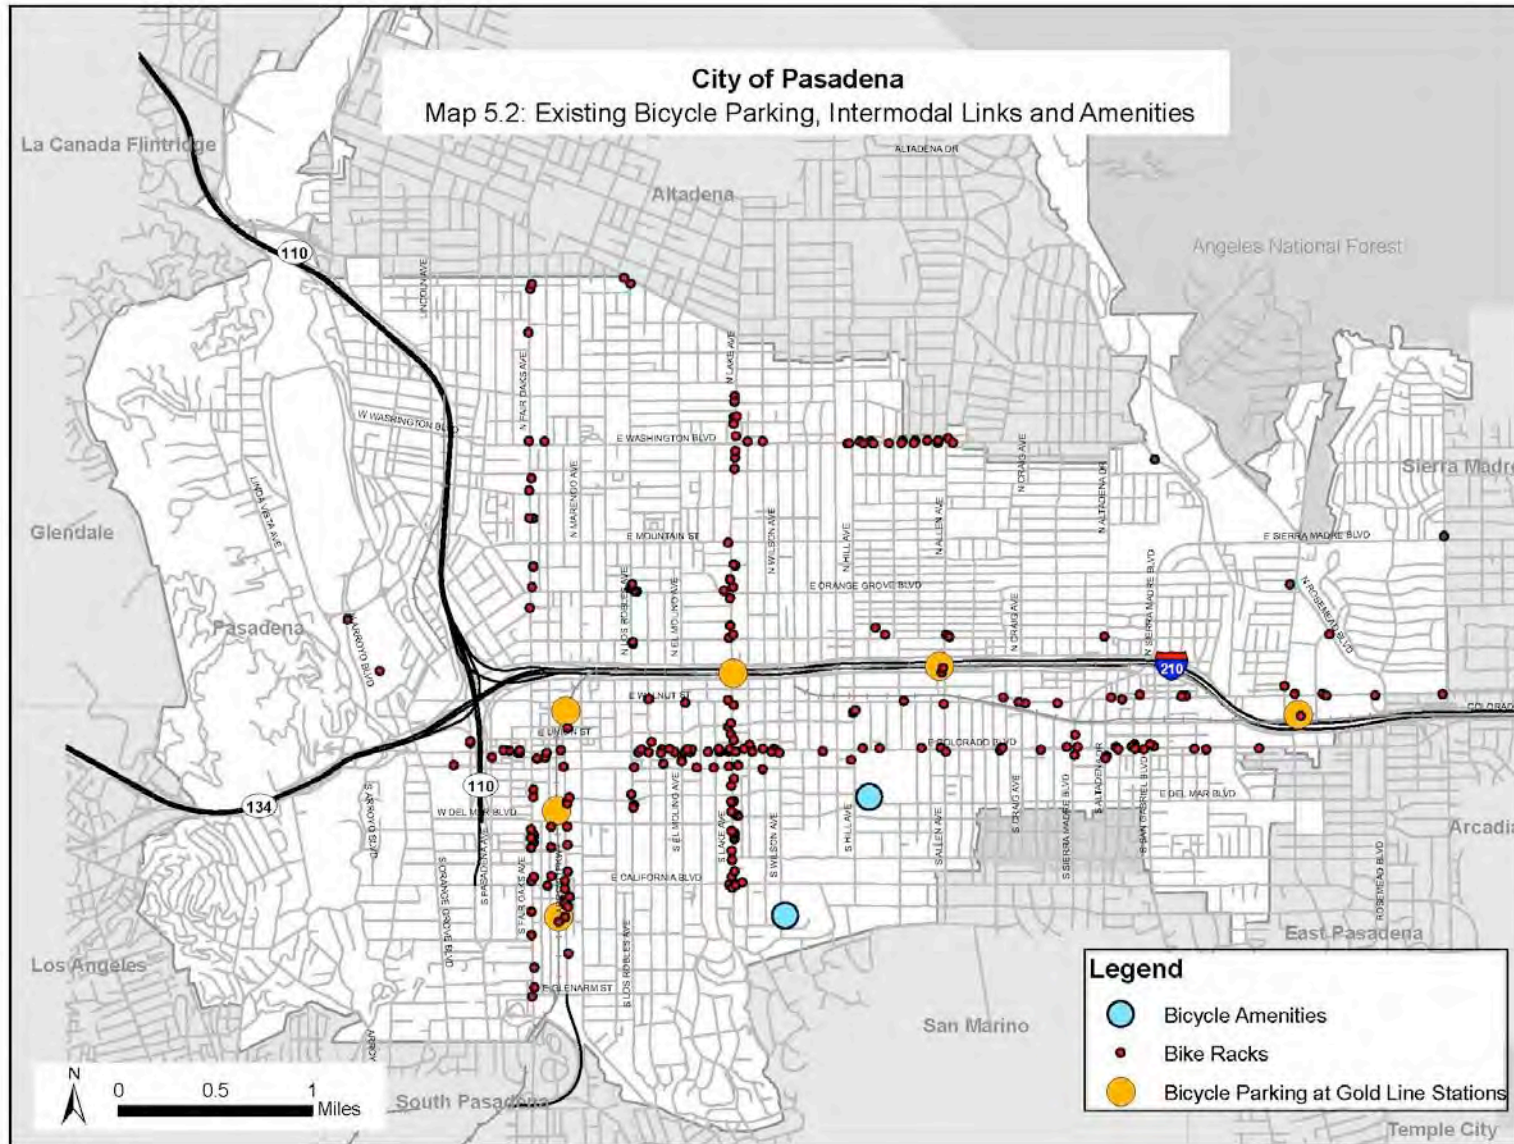 City of Pasadena
Map 5.2: Existing Bicycle Parking, Intermodal Links and Amenities
La Canada Flintridge
ALTADENA DR
Altadena
110
Angeles National Forest
LINCOLN AVE
N FAIR OAKS AVE
N LAKE AVE
W WASHINGTON BLVD
E WASHINGTON BLVD
N CRAIG AVE
Sierra Madre
LINDA VISTA AVE
N MARENGO AVE
N ALTADENA DR
Glendale
E MOUNTAIN ST
N WILSON AVE
N HILL AVE
N ALLEN AVE
E SIERRA MADRE BLVD
N LOS ROBLES AVE
N EL MOLINO AVE
E ORANGE GROVE BLVD
N CRAIG AVE
N SIERRA MADRE BLVD
N ROSEMEAD BLVD
Pasadena
N ARROYO BLVD
210
E WALNUT ST
COLORAD
E UNION ST
E COLORADO BLVD
110
134
S ARROYO BLVD
W DEL MAR BLVD
S PASADENA AVE
S FAIR OAKS AVE
S EL MOLINO AVE
S LAKE AVE
S WILSON AVE
S HILL AVE
S ALLEN AVE
S CRAIG AVE
S SIERRA MADRE BLVD
S ALTADENA DR
S SAN GABRIEL BLVD
E DEL MAR BLVD
Arcadia
S ORANGE GROVE BLVD
E CALIFORNIA BLVD
ROSEMEAD BLVD
Los Angeles
S LOS ROBLES AVE
East Pasadena
E GLENARM ST
San Marino
ARROY
South Pasadena
Temple City
N
0 0.5 1
Miles
Legend
Bicycle Amenities
Bike Racks
Bicycle Parking at Gold Line Stations